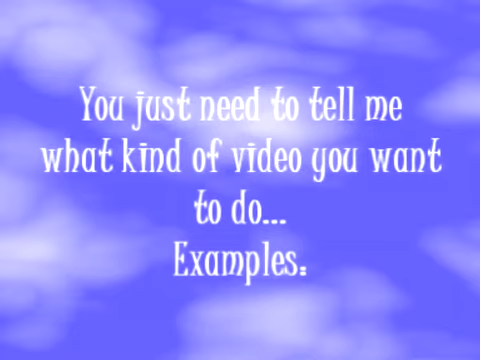 You just need to tell me
what kind of video you want
to do...
Examples: